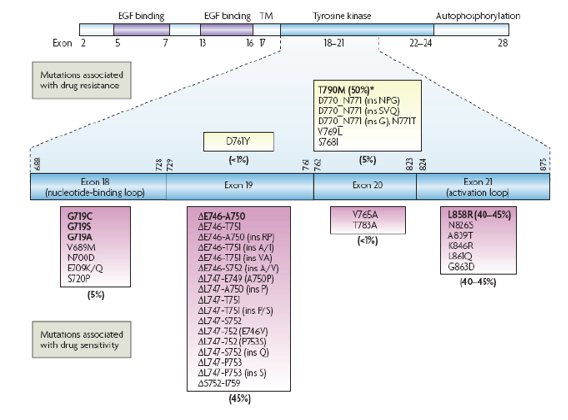 EGF binding EGF binding TM Tyrosine kinase Autophosphorylation
Exon 2 5 7 13 16 17 18–21 22–24 28
Mutations associated
with drug resistance
T790M (50%)*
D770_N771 (ins NPG)
D770_N771 (ins SVQ)
D770_N771 (ins G), N771T
V769L
S768I
(5%)
D761Y
(<1%)
688 728 729 761 762 823 824 875
Exon 18
(nucleotide-binding loop)
Exon 19
Exon 20
Exon 21
(activation loop)
G719C
G719S
G719A
V689M
N700D
E709K/Q
S720P
(5%)
ΔE746-A750
ΔE746-T751
ΔE746-A750 (ins RP)
ΔE746-T751 (ins A/I)
ΔE746-T751 (ins VA)
ΔE746-S752 (ins A/V)
ΔL747-E749 (A750P)
ΔL747-A750 (ins P)
ΔL747-T751
ΔL747-T751 (ins P/S)
ΔL747-S752
ΔL747-752 (E746V)
ΔL747-752 (P753S)
ΔL747-S752 (ins Q)
ΔL747-P753
ΔL747-P753 (ins S)
ΔS752-I759
(45%)
V765A
T783A
(<1%)
L858R (40–45%)
N826S
A839T
K846R
L861Q
G863D
(40–45%)
Mutations associated
with drug sensitivity